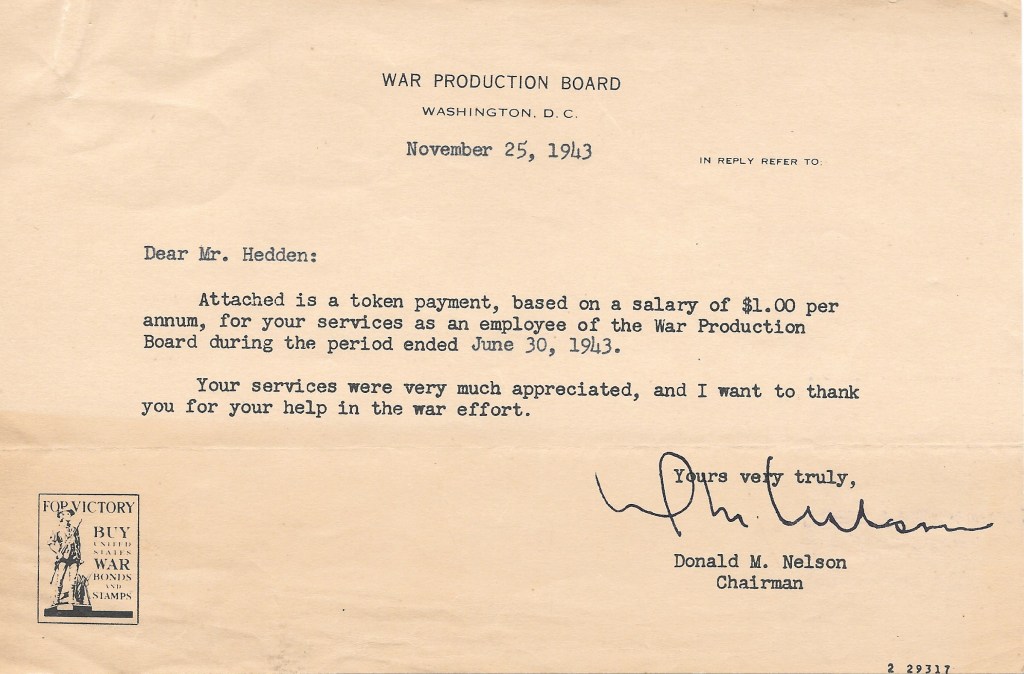 WAR PRODUCTION BOARD
WASHINGTON, D. C.
November 25, 1943
IN REPLY REFER TO:
Dear Mr. Hedden:
Attached is a token payment, based on a salary of $1.00 per
annum, for your services as an employee of the War Production
Board during the period ended June 30, 1943.
Your services were very much appreciated, and I want to thank
you for your help in the war effort.
Yours very truly,
D M. Nelson
Donald M. Nelson
Chairman
FOR VICTORY
BUY
UNITED
STATES
WAR
BONDS
AND
STAMPS
2 29317